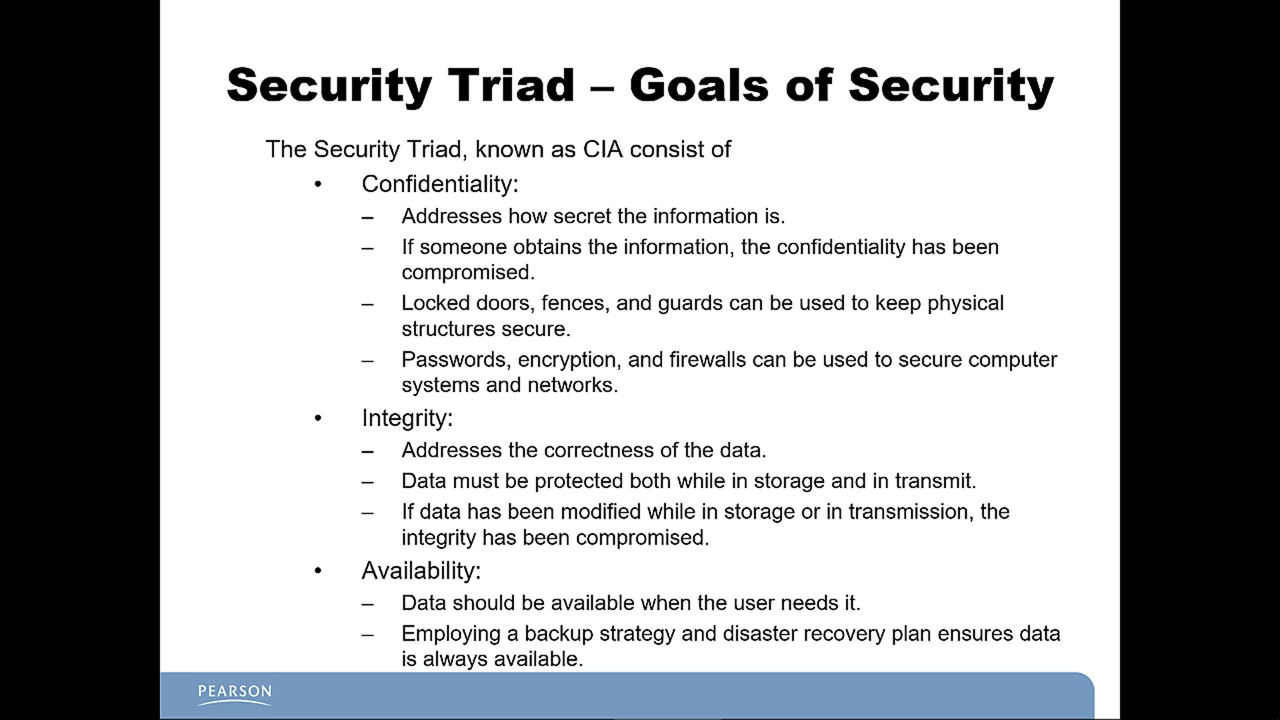 Security Triad – Goals of Security
The Security Triad, known as CIA consist of
• Confidentiality:
– Addresses how secret the information is.
– If someone obtains the information, the confidentiality has been
compromised.
– Locked doors, fences, and guards can be used to keep physical
structures secure.
– Passwords, encryption, and firewalls can be used to secure computer
systems and networks.
• Integrity:
– Addresses the correctness of the data.
– Data must be protected both while in storage and in transmit.
– If data has been modified while in storage or in transmission, the
integrity has been compromised.
• Availability:
– Data should be available when the user needs it.
– Employing a backup strategy and disaster recovery plan ensures data
is always available.
PEARSON